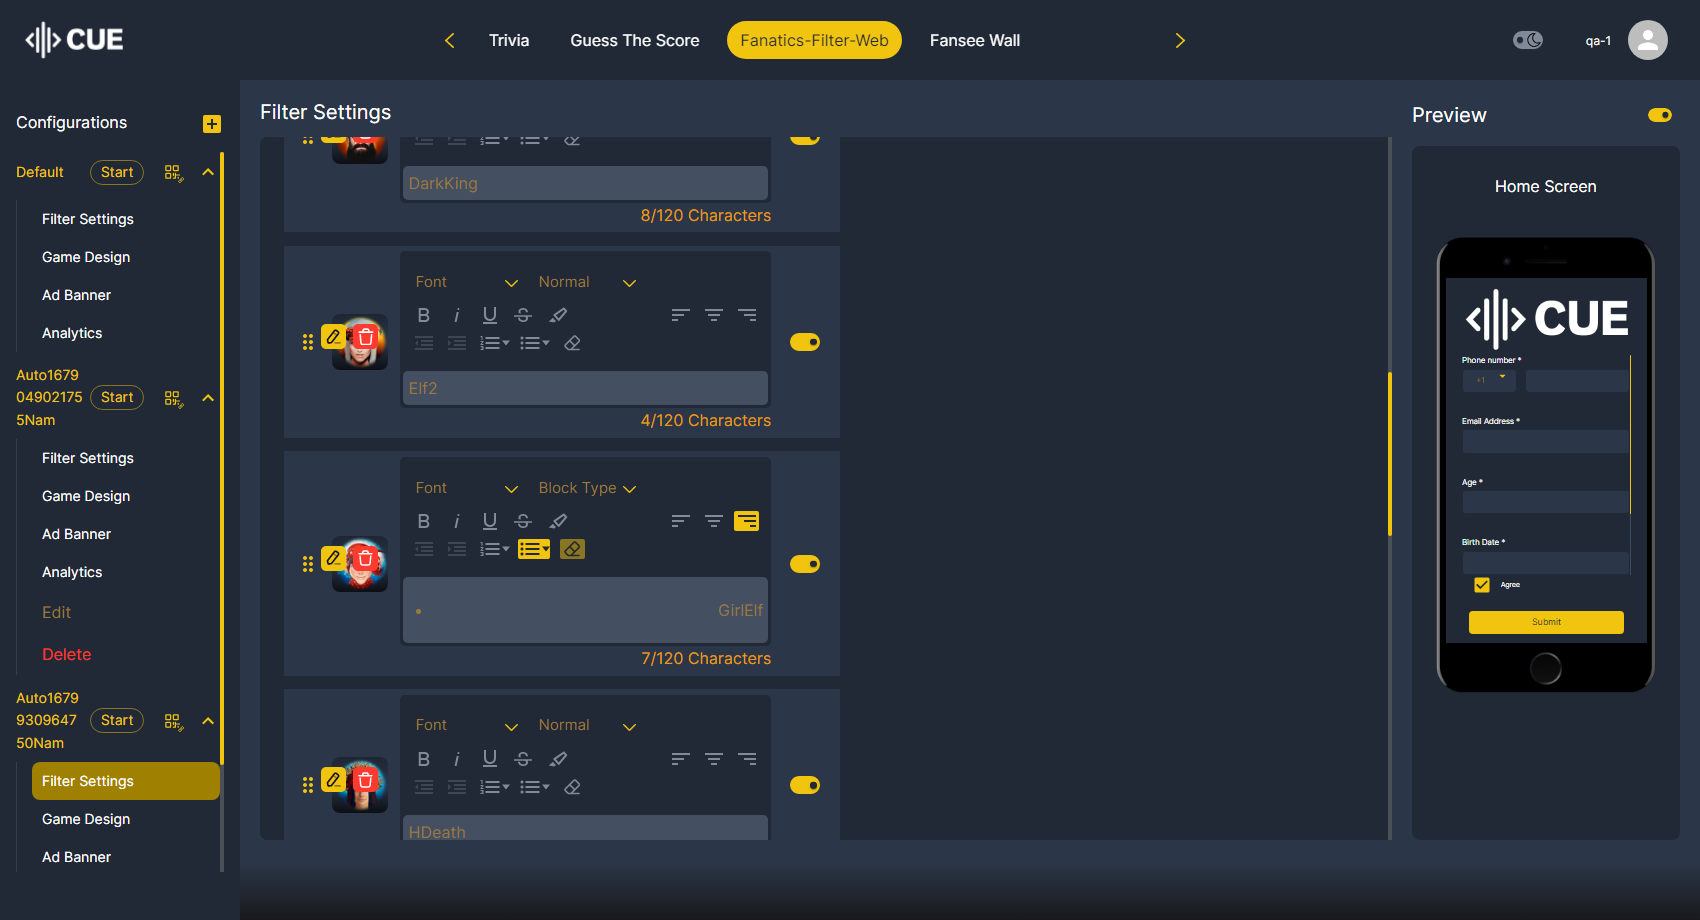 CUE
Trivia
Guess The Score
Fanatics-Filter-Web
Fansee Wall
qa-1
Configurations
Default
Start
Filter Settings
Game Design
Ad Banner
Analytics
Auto1679
04902175
5Nam
Start
Filter Settings
Game Design
Ad Banner
Analytics
Edit
Delete
Auto1679
9309647
50Nam
Start
Filter Settings
Game Design
Ad Banner
Filter Settings
DarkKing
8/120 Characters
Font
Normal
Elf2
4/120 Characters
Font
Block Type
• GirlElf
7/120 Characters
Font
Normal
HDeath
Preview
Home Screen
CUE
Phone number *
+1
Email Address *
Age *
Birth Date *
Agree
Submit